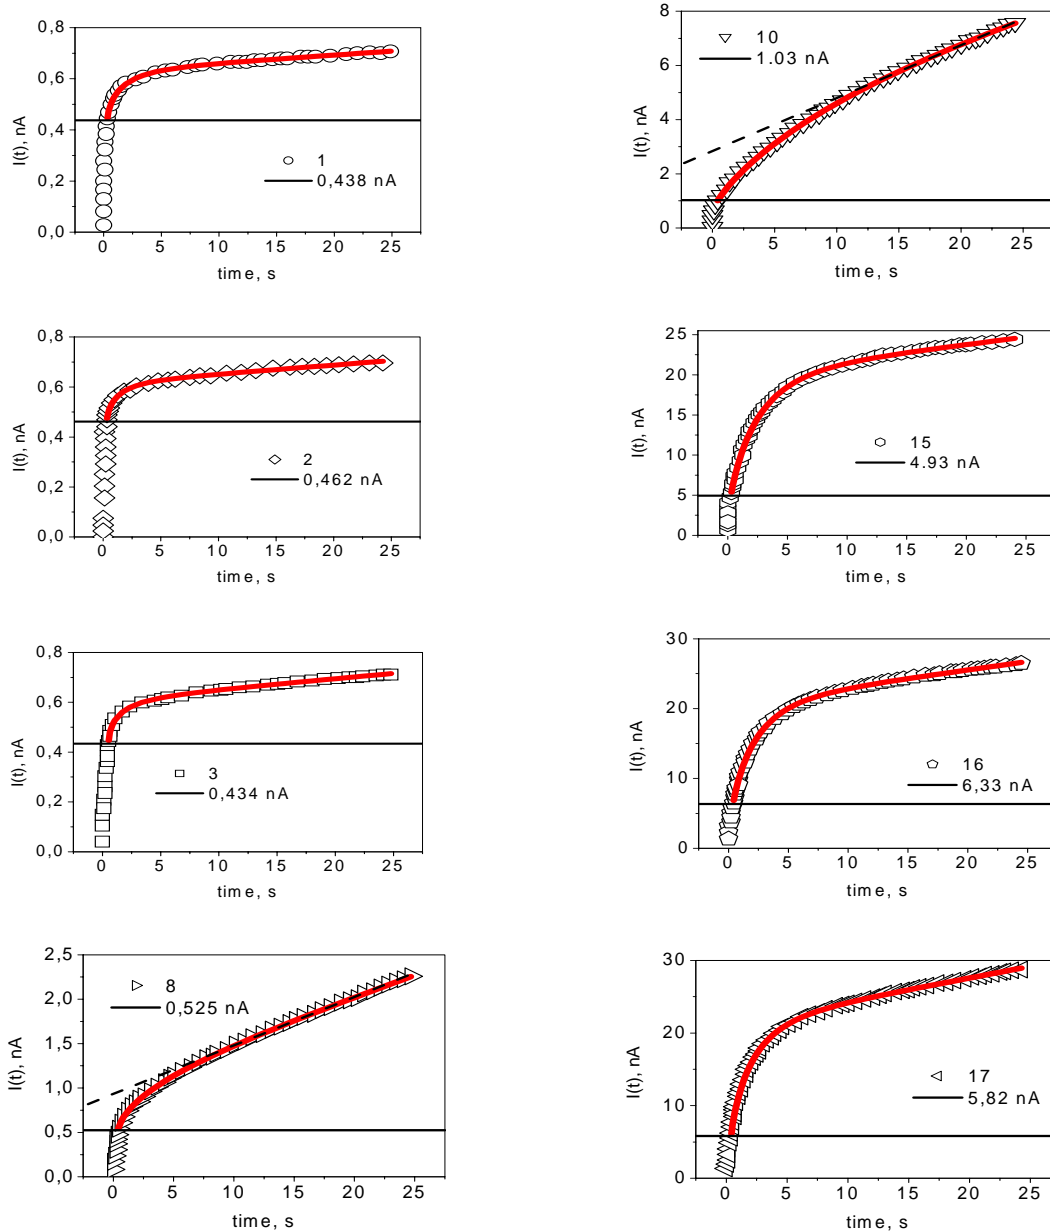 0,8
0,6
0,4
0,2
0,0
I(t), nA
1
0,438 nA
0 5 10 15 20 25
time, s
8
6
4
2
0
I(t), nA
10
1.03 nA
0 5 10 15 20 25
time, s
0,8
0,6
0,4
0,2
0,0
I(t), nA
2
0,462 nA
0 5 10 15 20 25
time, s
25
20
15
10
5
0
I(t), nA
15
4.93 nA
0 5 10 15 20 25
time, s
0,8
0,6
0,4
0,2
0,0
I(t), nA
3
0,434 nA
0 5 10 15 20 25
time, s
30
20
10
0
I(t), nA
16
6,33 nA
0 5 10 15 20 25
time, s
2,5
2,0
1,5
1,0
0,5
0,0
I(t), nA
8
0,525 nA
0 5 10 15 20 25
time, s
30
20
10
0
I(t), nA
17
5,82 nA
0 5 10 15 20 25
time, s